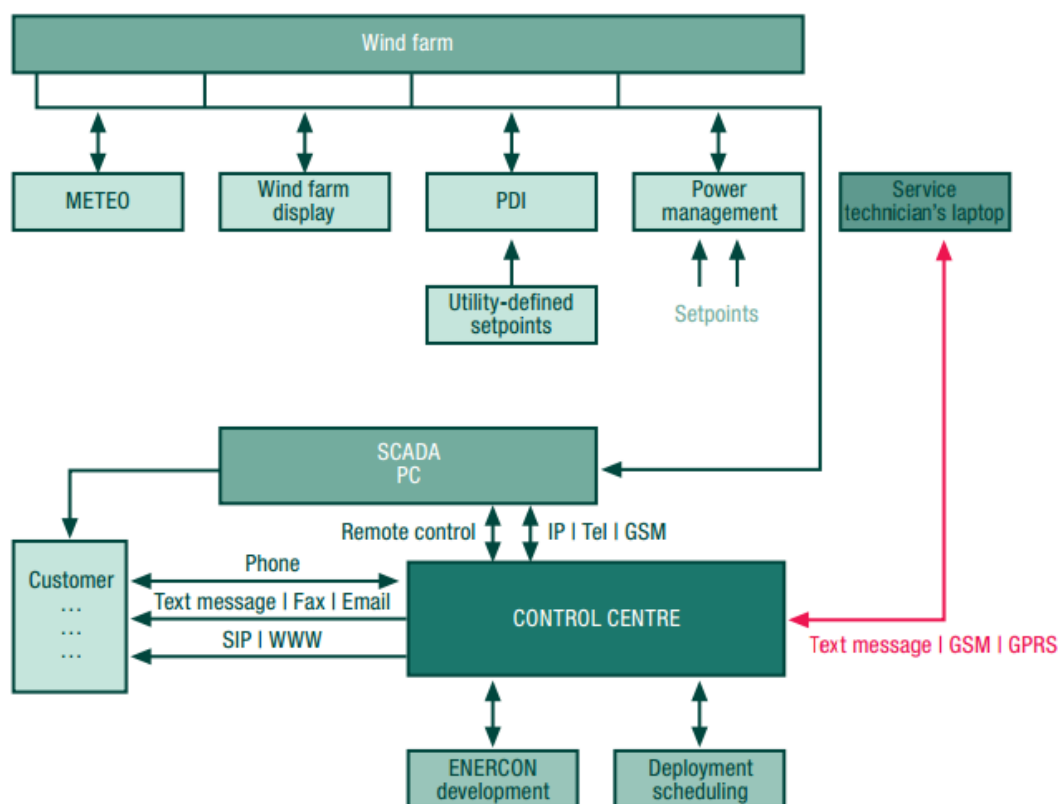 Wind farm
METEO
Wind farm
display
PDI
Power
management
Service
technician's laptop
Utility-defined
setpoints
Setpoints
SCADA
PC
Remote control
IP | Tel | GSM
Customer
...
...
...
Phone
Text message | Fax | Email
SIP | WWW
CONTROL CENTRE
Text message | GSM | GPRS
ENERCON
development
Deployment
scheduling